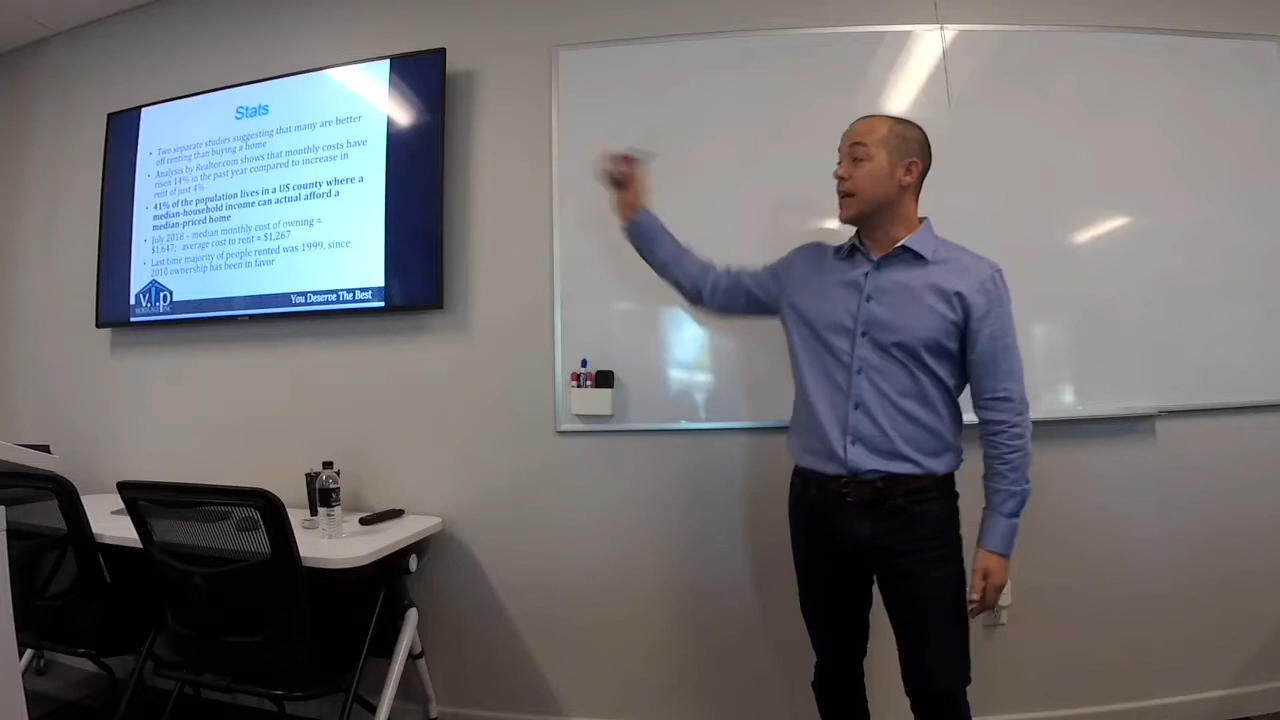 Stats
• Two separate studies suggesting that many are better
off renting than buying a home
• Analysis by Realtor.com shows that monthly costs have
risen 14% in the past year compared to increase in
rent of just 4%
• 41% of the population lives in a US county where a
median-household income can actual afford a
median-priced home
• July 2018 – median monthly cost of owning =
$1,647; average cost to rent = $1,267
• Last time majority of people rented was 1999, since
2010 ownership has been in favor
v.i.p
MORTGAGE INC
You Deserve The Best